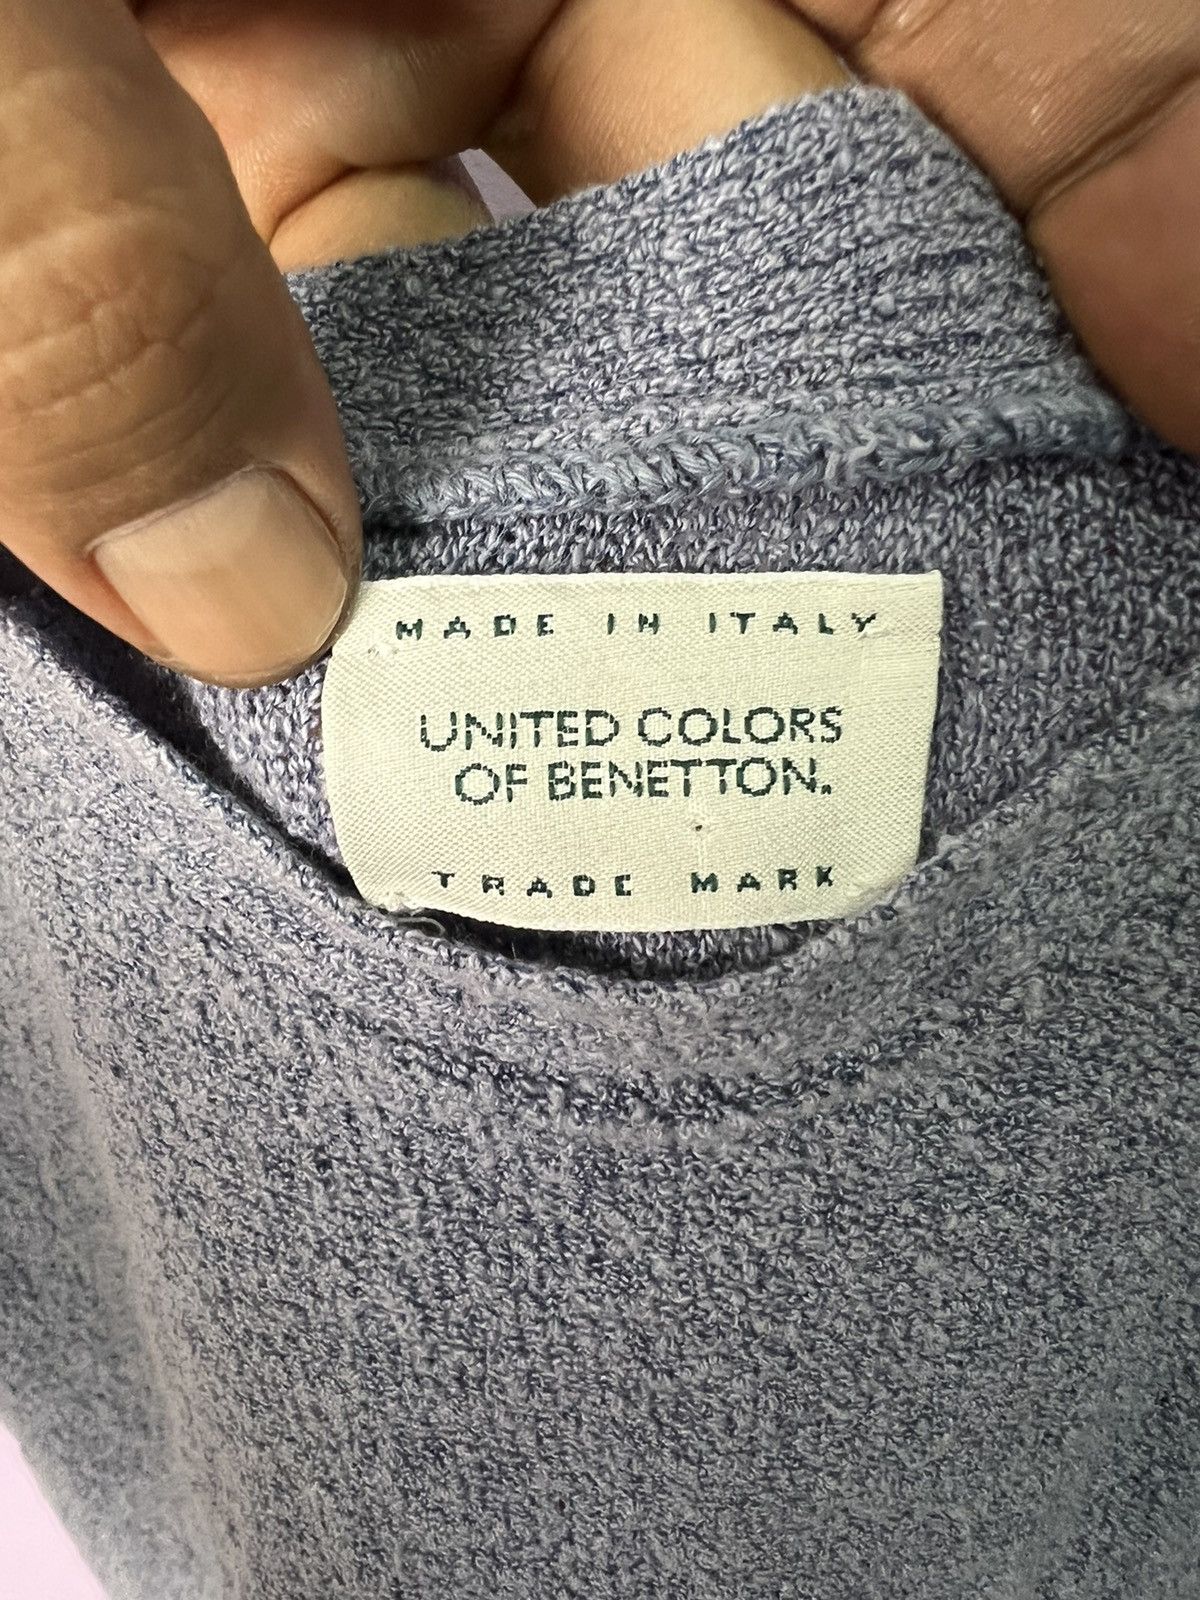 MADE IN ITALY
UNITED COLORS
OF BENETTON.
TRADE MARK